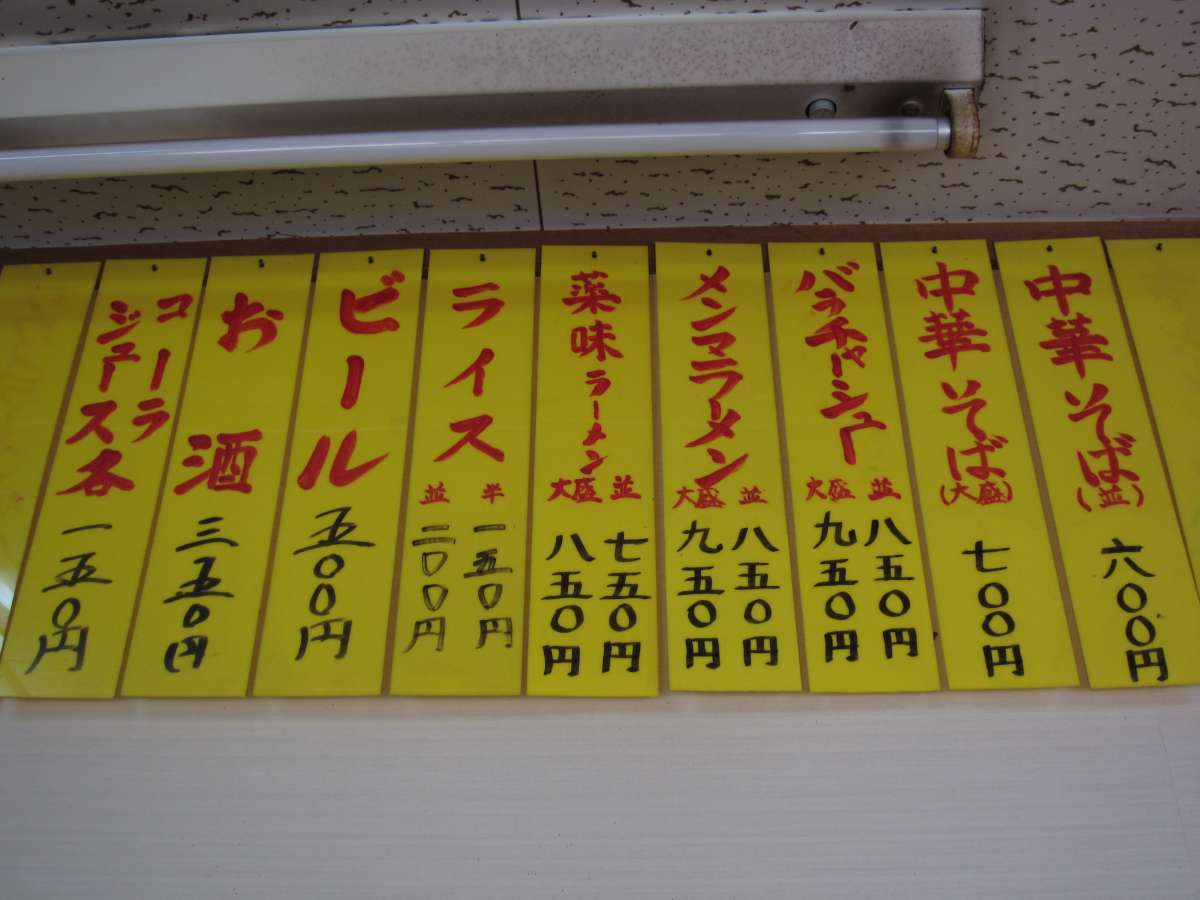 中華そば(並)
六〇〇円
中華そば(大盛)
七〇〇円
バラチャーシュー
並
八五〇円
大盛
九五〇円
メンマラーメン
並
八五〇円
大盛
九五〇円
薬味ラーメン
並
七五〇円
大盛
八五〇円
ライス
半
一五〇円
並
二〇〇円
ビール
五〇〇円
お酒
三五〇円
コーラ
ジュース各
一五〇円